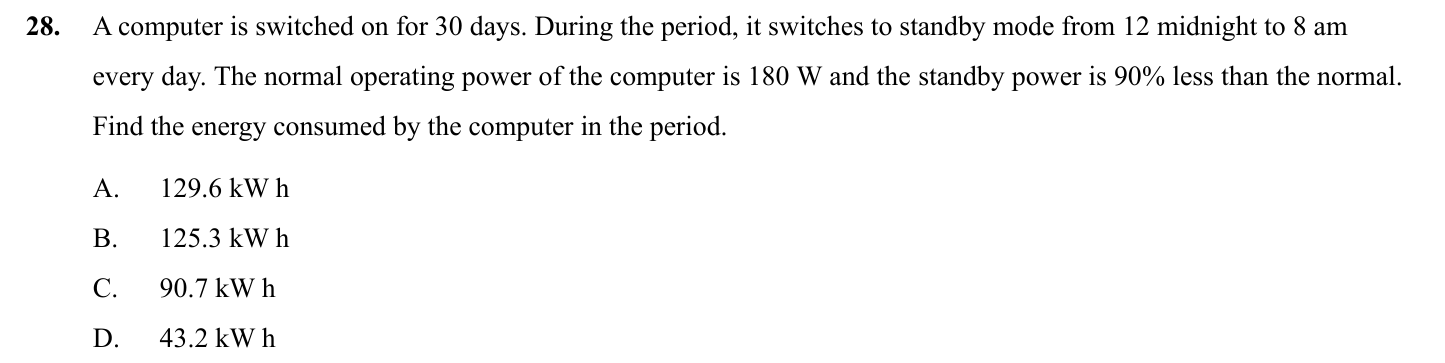 28. A computer is switched on for 30 days. During the period, it switches to standby mode from 12 midnight to 8 am
every day. The normal operating power of the computer is 180 W and the standby power is 90% less than the normal.
Find the energy consumed by the computer in the period.
A. 129.6 kW h
B. 125.3 kW h
C. 90.7 kW h
D. 43.2 kW h